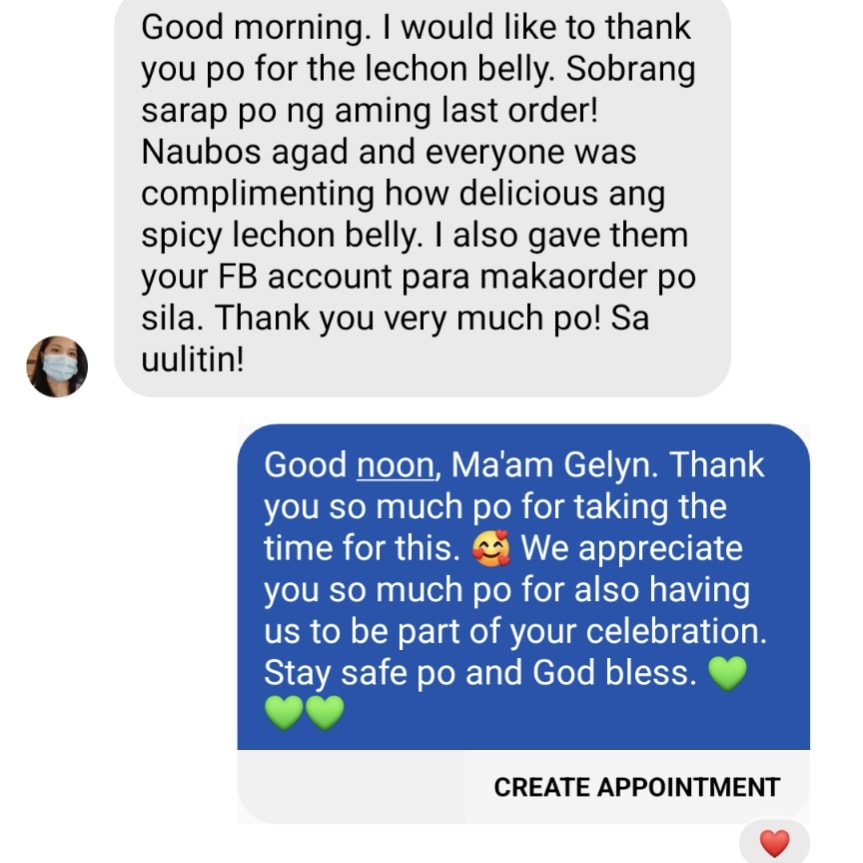 Good morning. I would like to thank
you po for the lechon belly. Sobrang
sarap po ng aming last order!
Naubos agad and everyone was
complimenting how delicious ang
spicy lechon belly. I also gave them
your FB account para makaorder po
sila. Thank you very much po! Sa
uulitin!
Good noon, Ma'am Gelyn. Thank
you so much po for taking the
time for this. 🥰 We appreciate
you so much po for also having
us to be part of your celebration.
Stay safe po and God bless. 💚
💚💚
CREATE APPOINTMENT
❤️